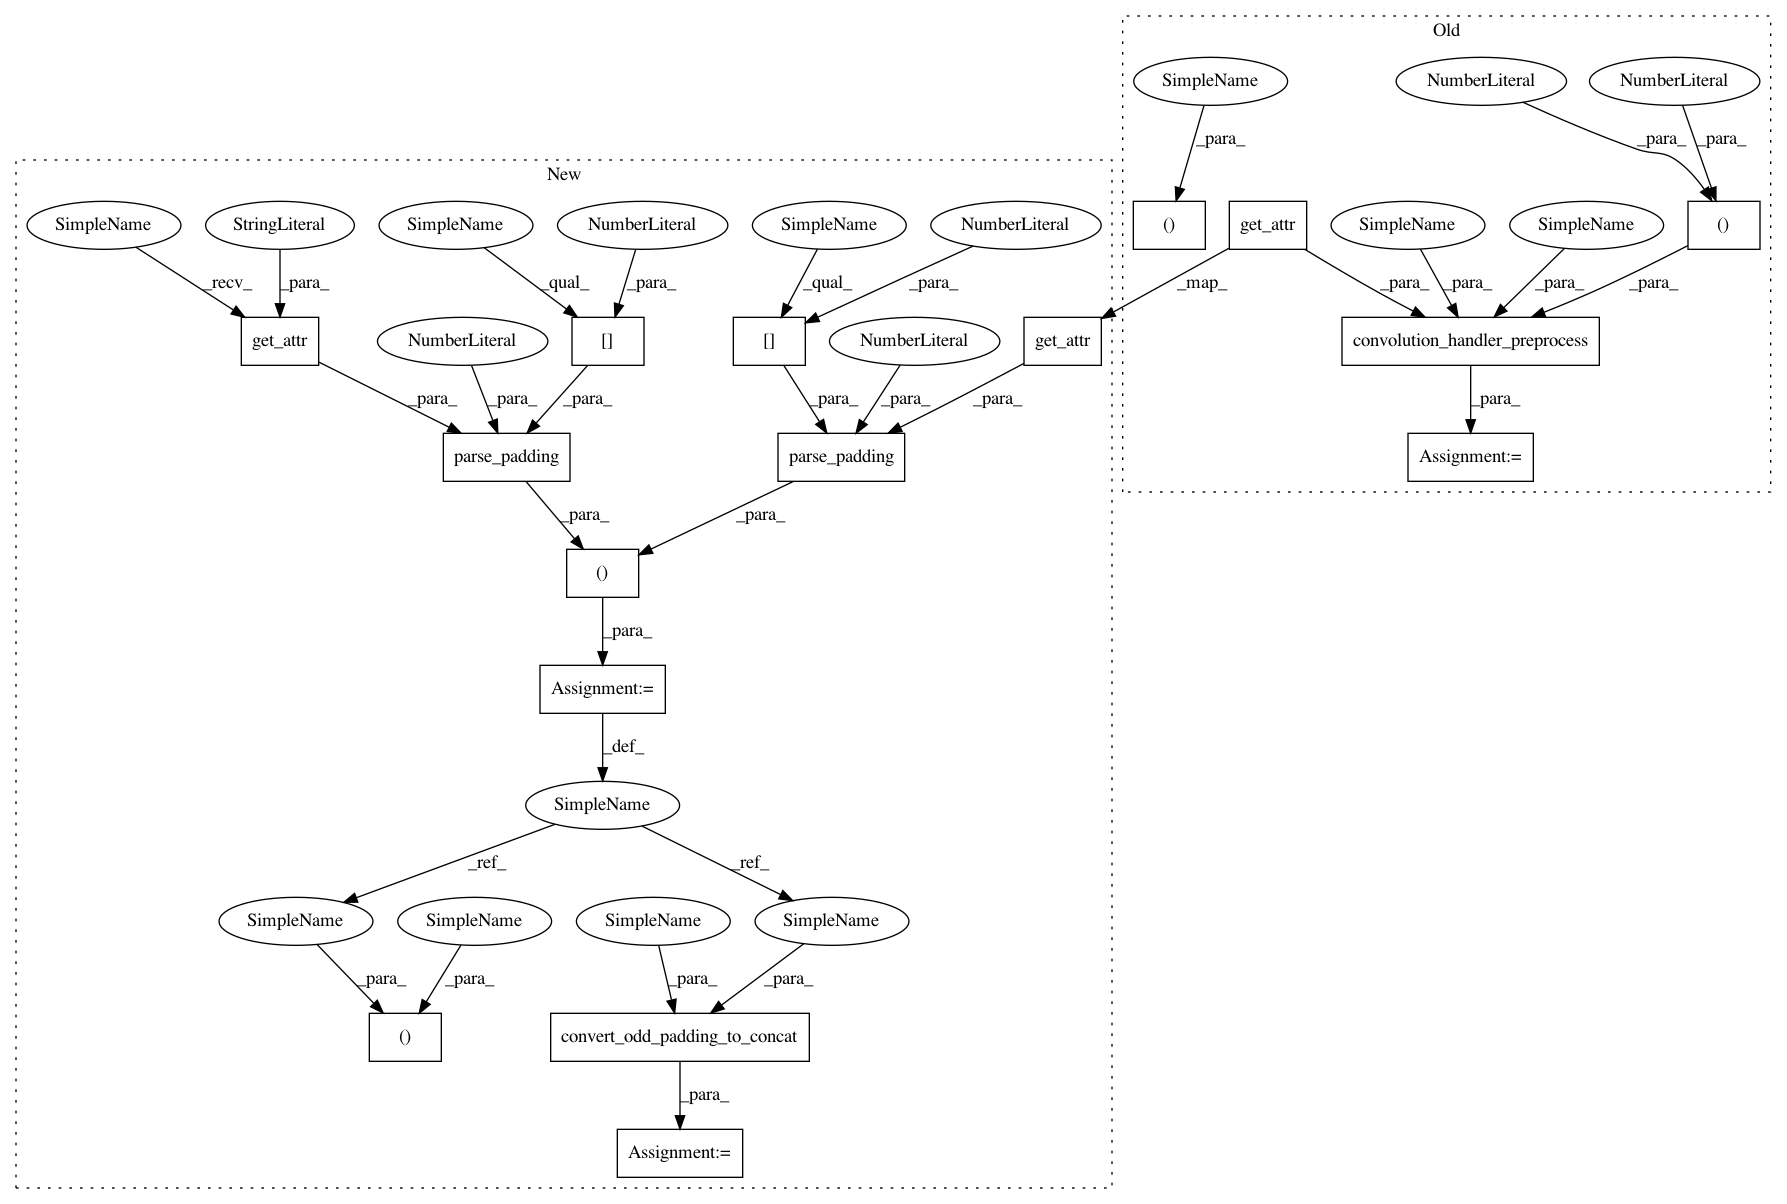 Old
SimpleName
NumberLiteral
NumberLiteral
_para_
_para_
_para_
New
SimpleName
StringLiteral
SimpleName
NumberLiteral
SimpleName
NumberLiteral
()
get_attr
SimpleName
SimpleName
()
_recv_
_para_
_qual_
_para_
_qual_
_para_
_map_
_para_
_para_
_para_
_para_
get_attr
NumberLiteral
[]
[]
NumberLiteral
get_attr
convolution_handler_preprocess
_para_
_para_
_para_
_para_
_para_
_para_
_para_
parse_padding
parse_padding
Assignment:=
_para_
_para_
()
_para_
Assignment:=
_def_
SimpleName
_ref_
_ref_
SimpleName
SimpleName
SimpleName
SimpleName
_para_
_para_
_para_
_para_
()
convert_odd_padding_to_concat
_para_
Assignment:=